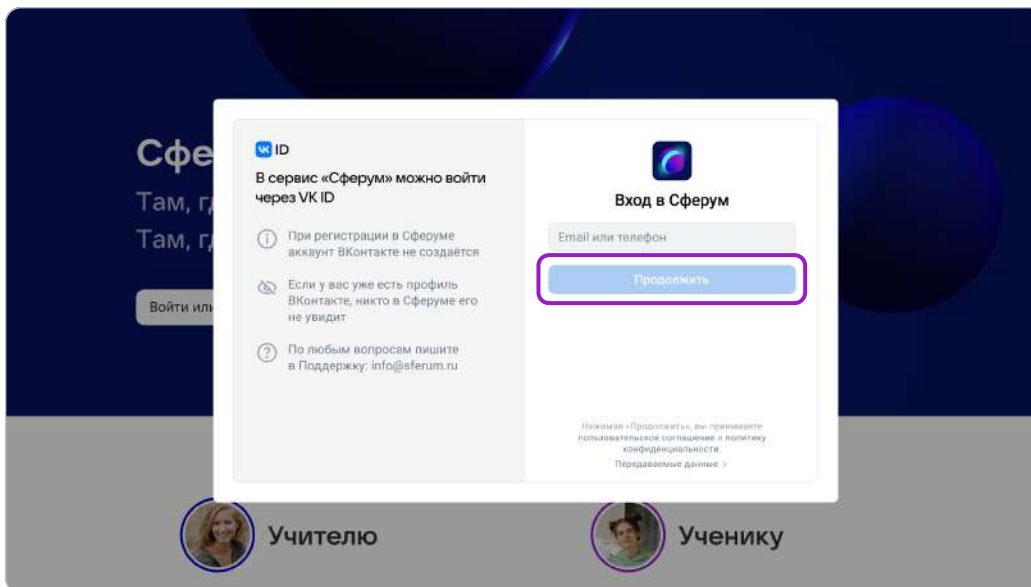 Сфе
Там, гд
Там, гд
Войти или
VK ID
В сервис «Сферум» можно войти
через VK ID
При регистрации в Сферуме
аккаунт ВКонтакте не создаётся
Если у вас уже есть профиль
ВКонтакте, никто в Сферуме его
не увидит
По любым вопросам пишите
в Поддержку: info@sferum.ru
Вход в Сферум
Email или телефон
Продолжить
Нажимая «Продолжить», вы принимаете
пользовательское соглашение и политику
конфиденциальности.
Передаваемые данные >
Учителю
Ученику